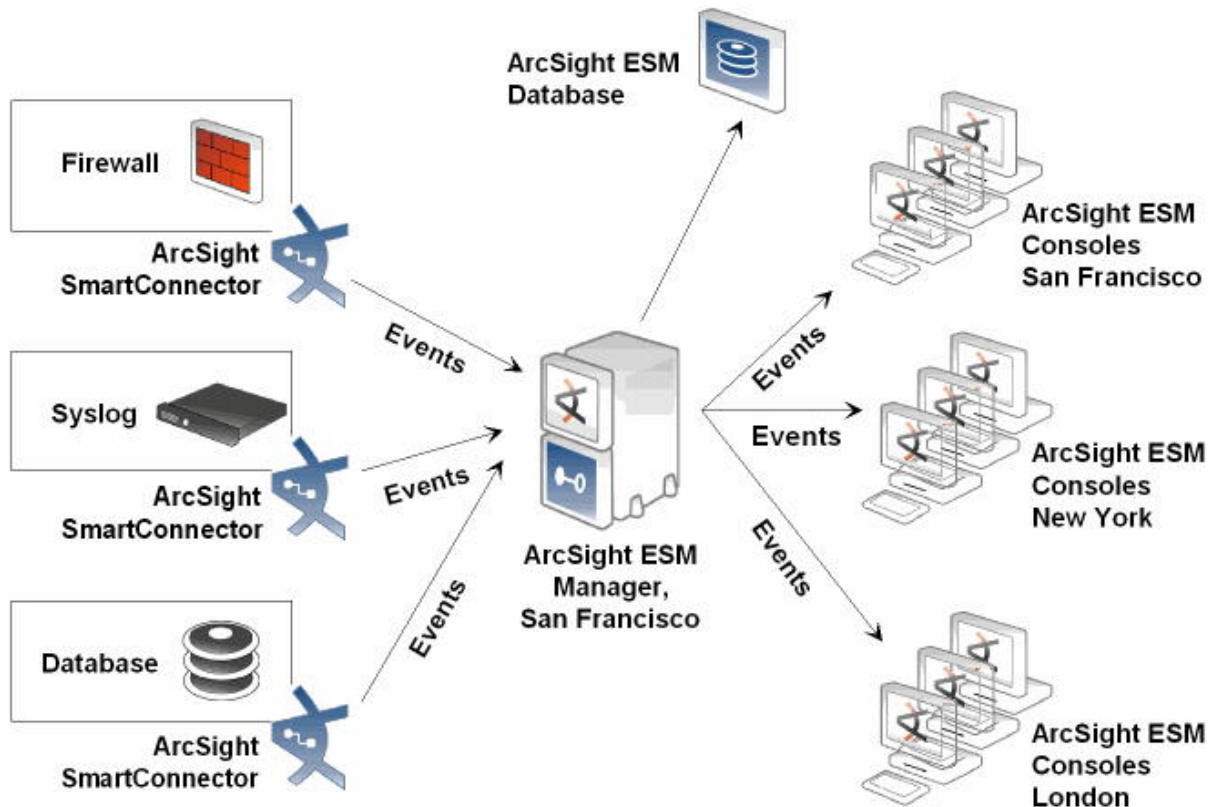 ArcSight ESM
Database
Firewall
ArcSight
SmartConnector
Events
Syslog
ArcSight
SmartConnector
Events
Database
ArcSight
SmartConnector
Events
ArcSight ESM
Manager,
San Francisco
Events
ArcSight ESM
Consoles
San Francisco
Events
ArcSight ESM
Consoles
New York
Events
ArcSight ESM
Consoles
London